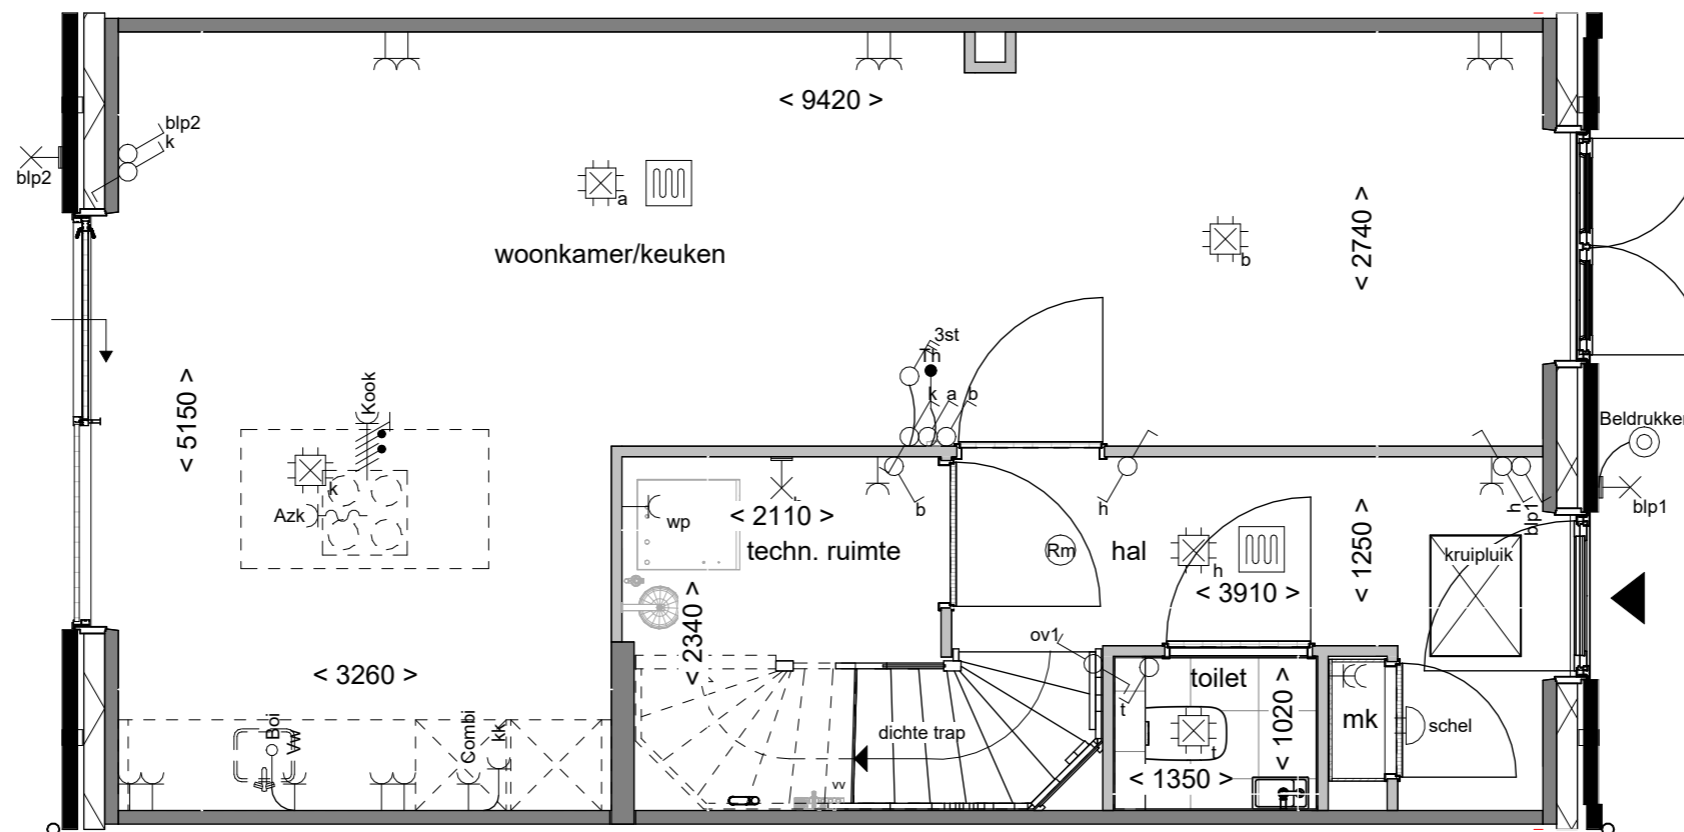 < 9420 >
blp2
k
blp2
a
woonkamer/keuken
b
< 2740 >
3st
Th
k a b
< 5150 >
Kook
k
Azk
Beldrukker
wp
< 2110 >
techn. ruimte
b
h
Rm
hal
h
< 3910 >
< 1250 >
h
blp1
blp1
kruipluik
< 2340 >
ov1
< 3260 >
toilet
t
t
< 1020 >
< 1350 >
mk
schel
dichte trap
Boi
Vw
Combi
kk
vv